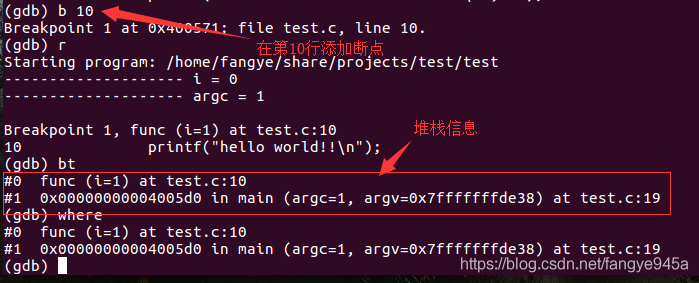 (gdb) b 10
Breakpoint 1 at 0x400571: file test.c, line 10.
在第10行添加断点
(gdb) r
Starting program: /home/fangye/share/projects/test/test
-------------------- i = 0
-------------------- argc = 1
Breakpoint 1, func (i=1) at test.c:10
堆栈信息
10 printf("hello world!!\n");
(gdb) bt
#0 func (i=1) at test.c:10
#1 0x00000000004005d0 in main (argc=1, argv=0x7fffffffde38) at test.c:19
(gdb) where
#0 func (i=1) at test.c:10
#1 0x00000000004005d0 in main (argc=1, argv=0x7fffffffde38) at test.c:19
(gdb)
https://blog.csdn.net/fangye945a